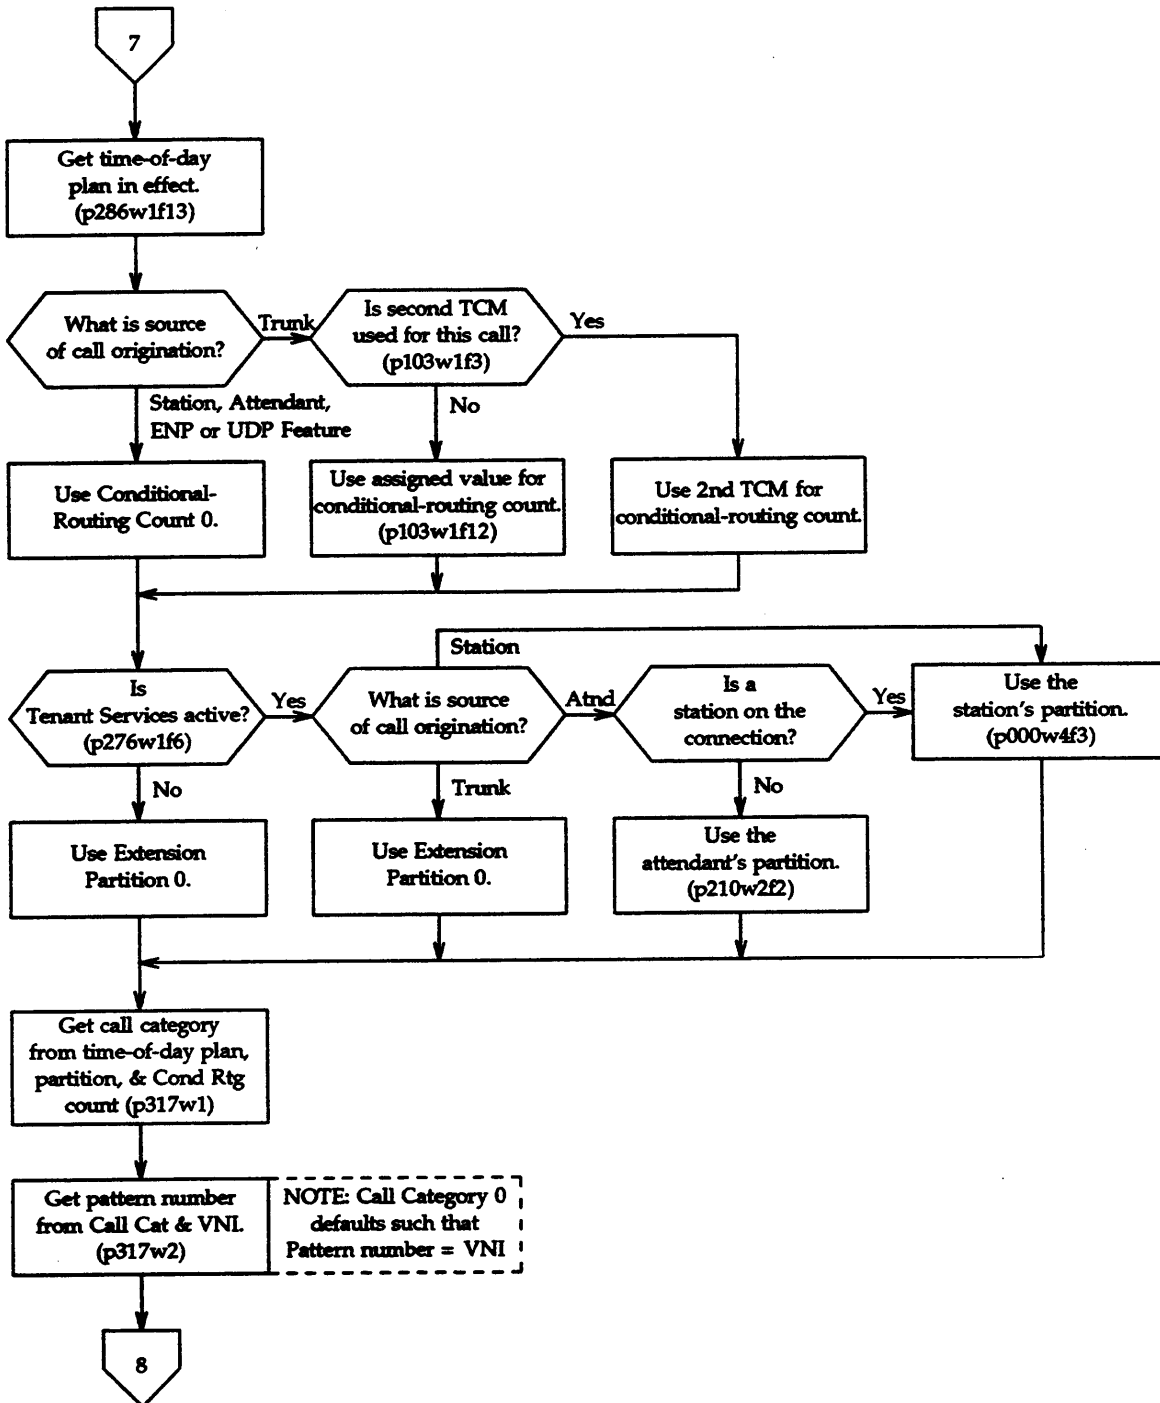 7
Get time-of-day
plan in effect.
(p286w1f13)
What is source
of call origination?
Trunk
Is second TCM
used for this call?
(p103w1f3)
Yes
Station, Attendant,
ENP or UDP Feature
No
Use Conditional-
Routing Count 0.
Use assigned value for
conditional-routing count.
(p103w1f12)
Use 2nd TCM for
conditional-routing count.
Station
Is
Tenant Services active?
(p276w1f6)
Yes
What is source
of call origination?
Atnd
Is a
station on the
connection?
Yes
Use the
station's partition.
(p000w4f3)
No
Trunk
No
Use Extension
Partition 0.
Use Extension
Partition 0.
Use the
attendant's partition.
(p210w2f2)
Get call category
from time-of-day plan,
partition, & Cond Rtg
count (p317w1)
Get pattern number
from Call Cat & VNI.
(p317w2)
NOTE: Call Category 0
defaults such that
Pattern number = VNI
8